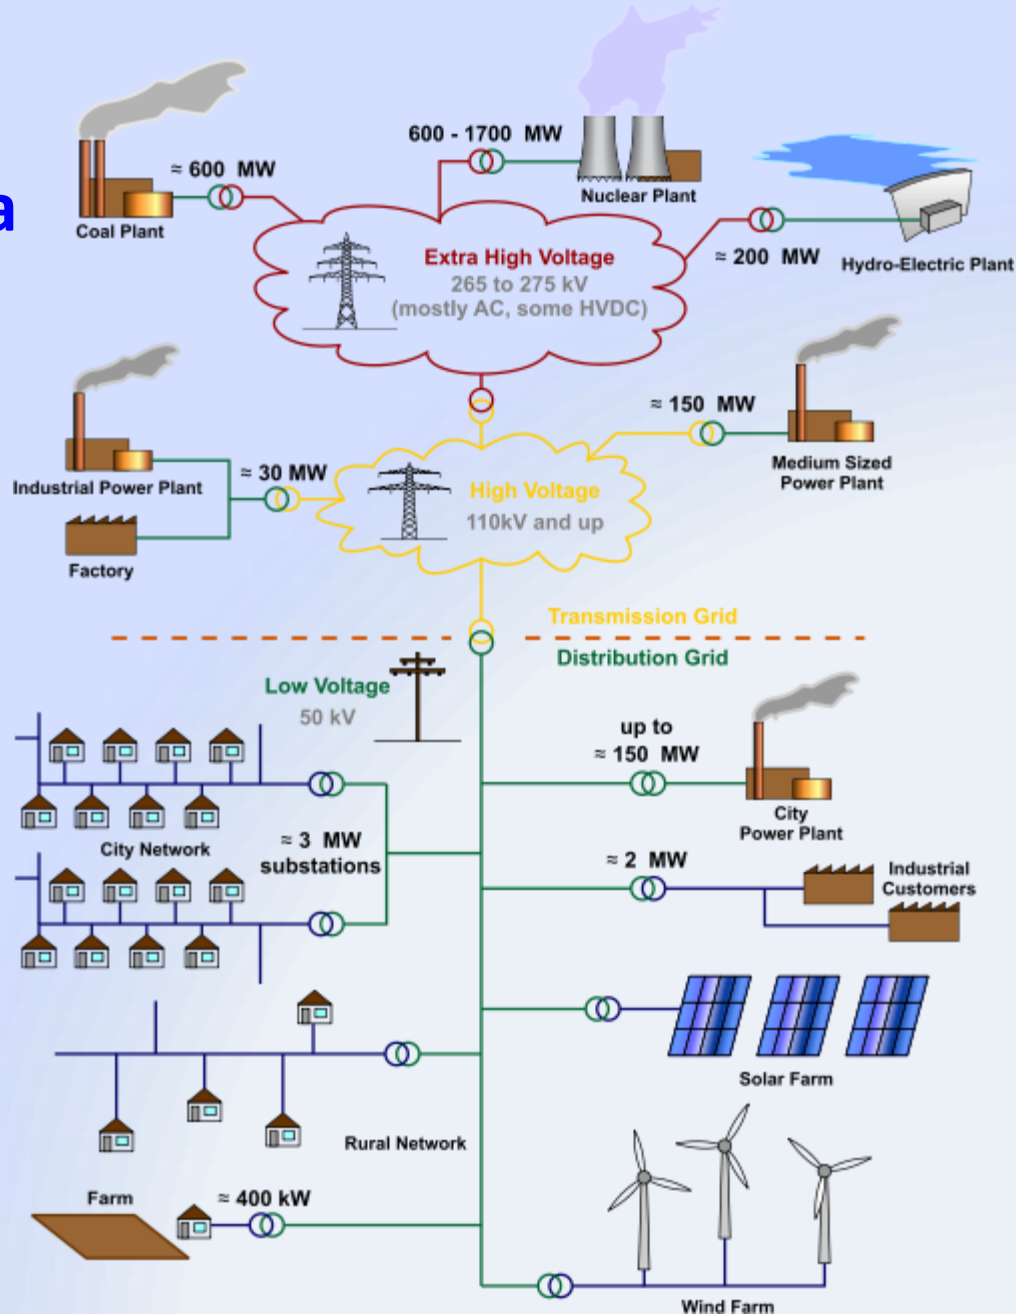 600 - 1700 MW
≈ 600 MW
Nuclear Plant
a
Coal Plant
≈ 200 MW
Hydro-Electric Plant
Extra High Voltage
265 to 275 kV
(mostly AC, some HVDC)
≈ 150 MW
Medium Sized
Power Plant
≈ 30 MW
Industrial Power Plant
Factory
High Voltage
110kV and up
Transmission Grid
Distribution Grid
Low Voltage
50 kV
up to
≈ 150 MW
City
Power Plant
City Network
≈ 3 MW
substations
≈ 2 MW
Industrial
Customers
Solar Farm
Rural Network
Farm
≈ 400 kW
Wind Farm